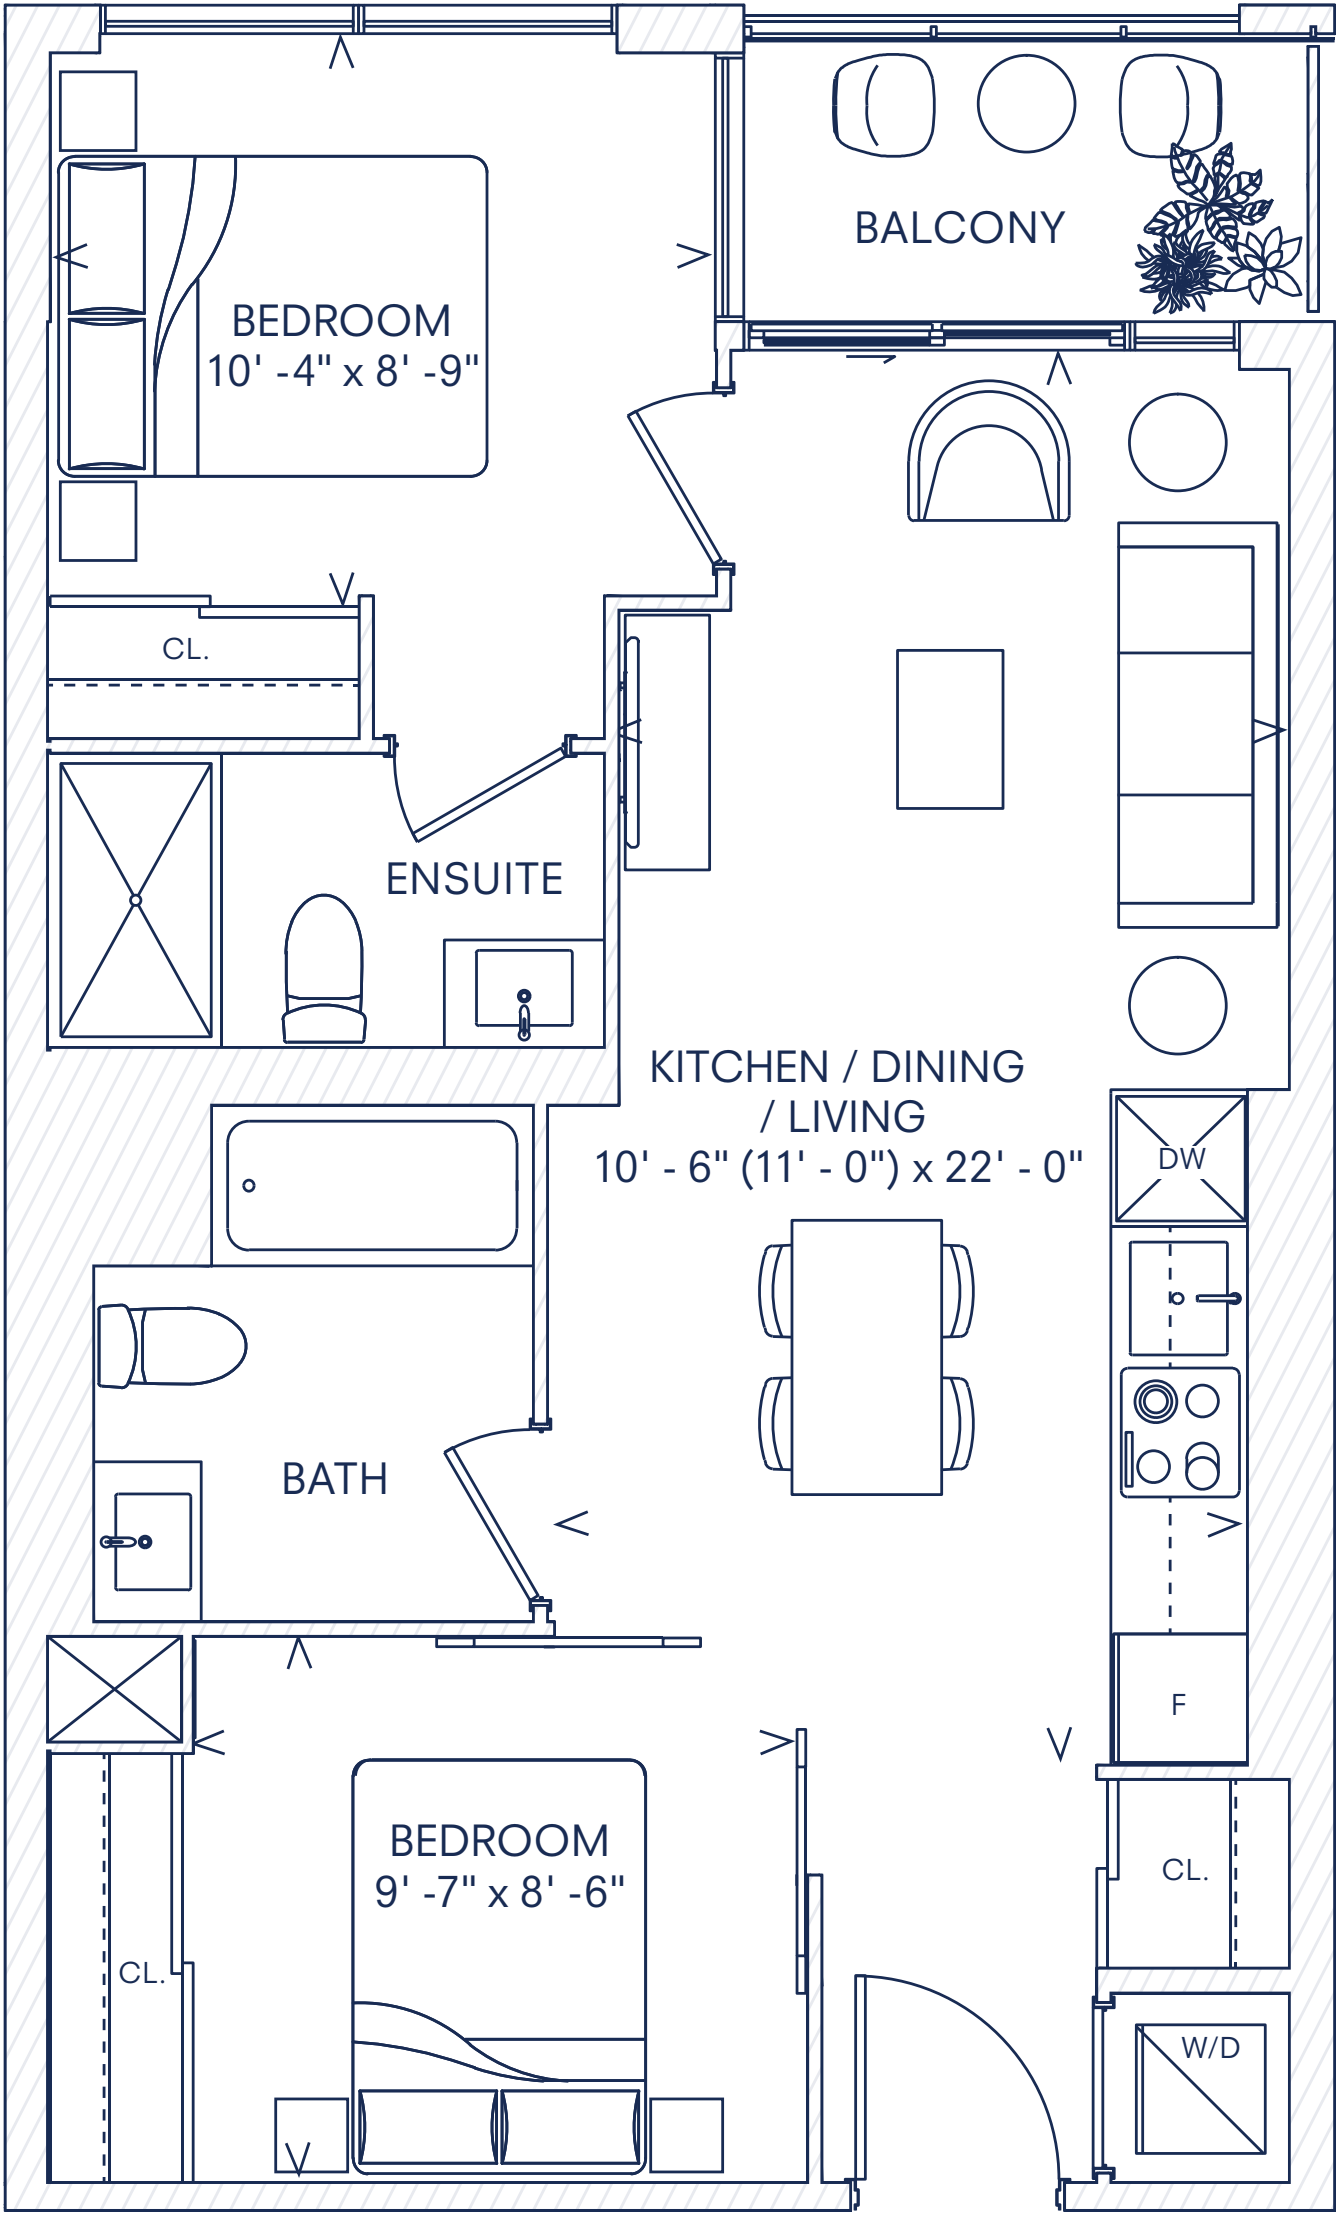 BALCONY
BEDROOM
10' -4" x 8' -9"
CL.
ENSUITE
KITCHEN / DINING
/ LIVING
10' - 6" (11' - 0") x 22' - 0"
DW
BATH
F
BEDROOM
9' -7" x 8' -6"
CL.
CL.
W/D